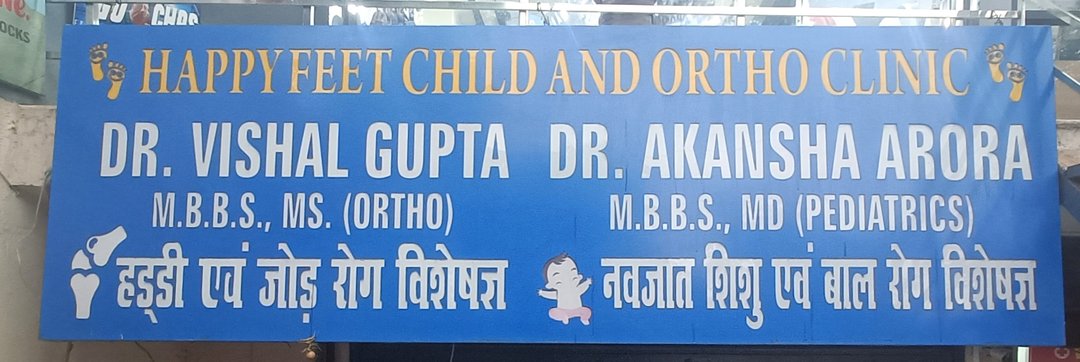 HAPPY FEET CHILD AND ORTHO CLINIC
DR. VISHAL GUPTA DR. AKANSHA ARORA
M.B.B.S., MS. (ORTHO) M.B.B.S., MD (PEDIATRICS)
हड्डी एवं जोड़ रोग विशेषज्ञ नवजात शिशु एवं बाल रोग विशेषज्ञ